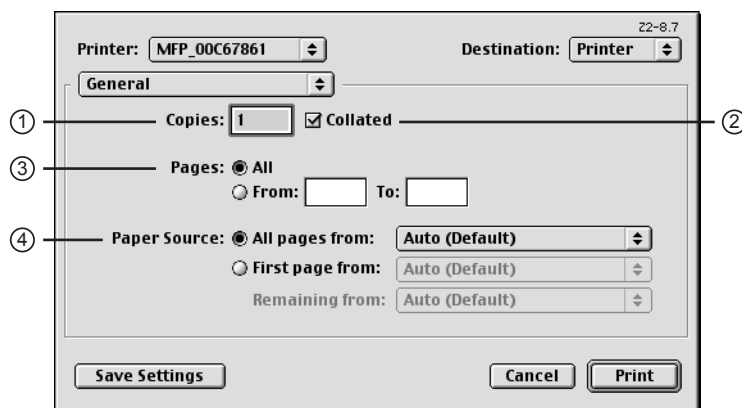 Z2-8.7
Printer: MFP_00C67861 Destination: Printer
General
① Copies: 1 Collated ②
③ Pages: All
From: To:
④ Paper Source: All pages from: Auto (Default)
First page from: Auto (Default)
Remaining from: Auto (Default)
Save Settings Cancel Print